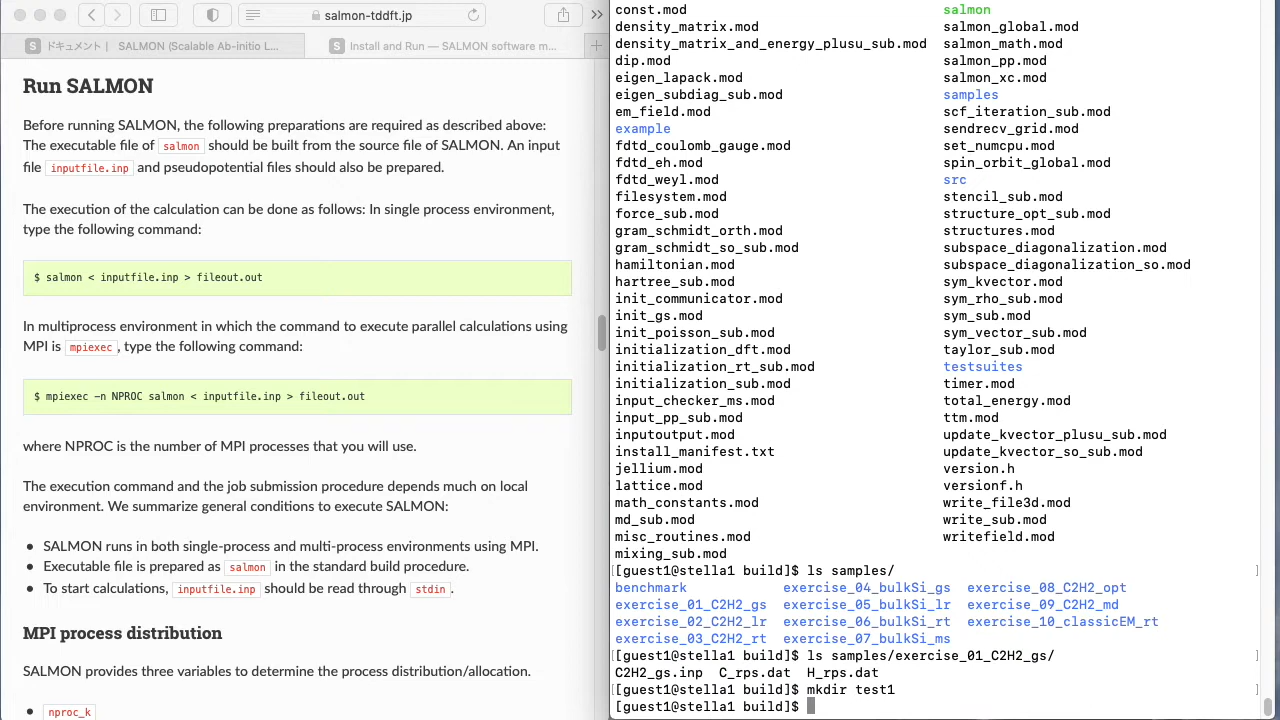 salmon-tddft.jp
S ドキュメント | SALMON (Scalable Ab-initio L...
S Install and Run — SALMON software m...
Run SALMON
Before running SALMON, the following preparations are required as described above:
The executable file of salmon should be built from the source file of SALMON. An input
file inputfile.inp and pseudopotential files should also be prepared.
The execution of the calculation can be done as follows: In single process environment,
type the following command:
$ salmon < inputfile.inp > fileout.out
In multiprocess environment in which the command to execute parallel calculations using
MPI is mpiexec, type the following command:
$ mpiexec -n NPROC salmon < inputfile.inp > fileout.out
where NPROC is the number of MPI processes that you will use.
The execution command and the job submission procedure depends much on local
environment. We summarize general conditions to execute SALMON:
• SALMON runs in both single-process and multi-process environments using MPI.
• Executable file is prepared as salmon in the standard build procedure.
• To start calculations, inputfile.inp should be read through stdin.
MPI process distribution
SALMON provides three variables to determine the process distribution/allocation.
• nproc_k
const.mod salmon
density_matrix.mod salmon_global.mod
density_matrix_and_energy_plusu_sub.mod salmon_math.mod
dip.mod salmon_pp.mod
eigen_lapack.mod salmon_xc.mod
eigen_subdiag_sub.mod samples
em_field.mod scf_iteration_sub.mod
example sendrecv_grid.mod
fdtd_coulomb_gauge.mod set_numcpu.mod
fdtd_eh.mod spin_orbit_global.mod
fdtd_weyl.mod src
filesystem.mod stencil_sub.mod
force_sub.mod structure_opt_sub.mod
gram_schmidt_orth.mod structures.mod
gram_schmidt_so_sub.mod subspace_diagonalization.mod
hamiltonian.mod subspace_diagonalization_so.mod
hartree_sub.mod sym_kvector.mod
init_communicator.mod sym_rho_sub.mod
init_gs.mod sym_sub.mod
init_poisson_sub.mod sym_vector_sub.mod
initialization_dft.mod taylor_sub.mod
initialization_rt_sub.mod testsuites
initialization_sub.mod timer.mod
input_checker_ms.mod total_energy.mod
input_pp_sub.mod ttm.mod
inputoutput.mod update_kvector_plusu_sub.mod
install_manifest.txt update_kvector_so_sub.mod
jellium.mod version.h
lattice.mod versionf.h
math_constants.mod write_file3d.mod
md_sub.mod write_sub.mod
misc_routines.mod writefield.mod
mixing_sub.mod
[guest1@stella1 build]$ ls samples/
benchmark exercise_04_bulkSi_gs exercise_08_C2H2_opt
exercise_01_C2H2_gs exercise_05_bulkSi_lr exercise_09_C2H2_md
exercise_02_C2H2_lr exercise_06_bulkSi_rt exercise_10_classicEM_rt
exercise_03_C2H2_rt exercise_07_bulkSi_ms
[guest1@stella1 build]$ ls samples/exercise_01_C2H2_gs/
C2H2_gs.inp C_rps.dat H_rps.dat
[guest1@stella1 build]$ mkdir test1
[guest1@stella1 build]$